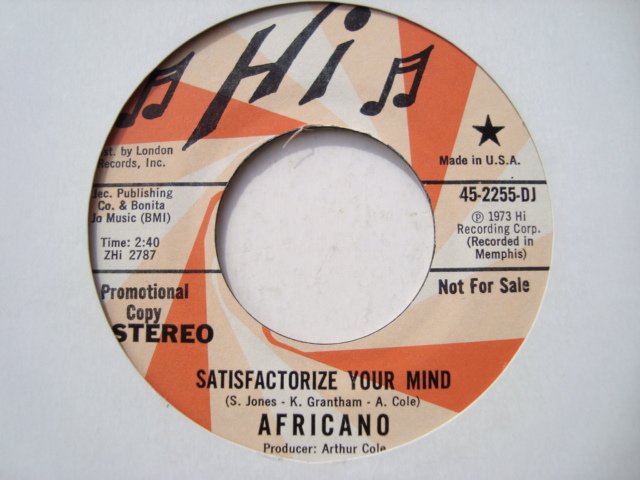 Hi
st. by London
Records, Inc.
Made in U.S.A.
Jec. Publishing
Co. & Bonita
Jo Music (BMI)
Time: 2:40
ZHi 2787
45-2255-DJ
℗ 1973 Hi
Recording Corp.
(Recorded in
Memphis)
Promotional
Copy
STEREO
Not For Sale
SATISFACTORIZE YOUR MIND
(S. Jones - K. Grantham - A. Cole)
AFRICANO
Producer: Arthur Cole